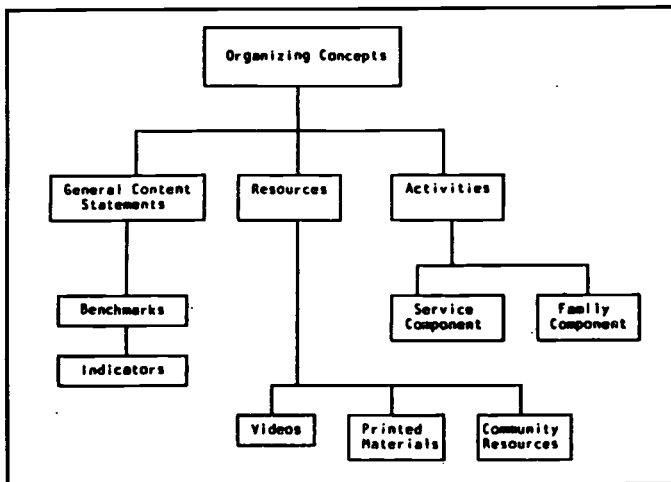 Organizing Concepts
General Content
Statements
Resources
Activities
Benchmarks
Indicators
Service
Component
Family
Component
Videos
Printed
Materials
Community
Resources